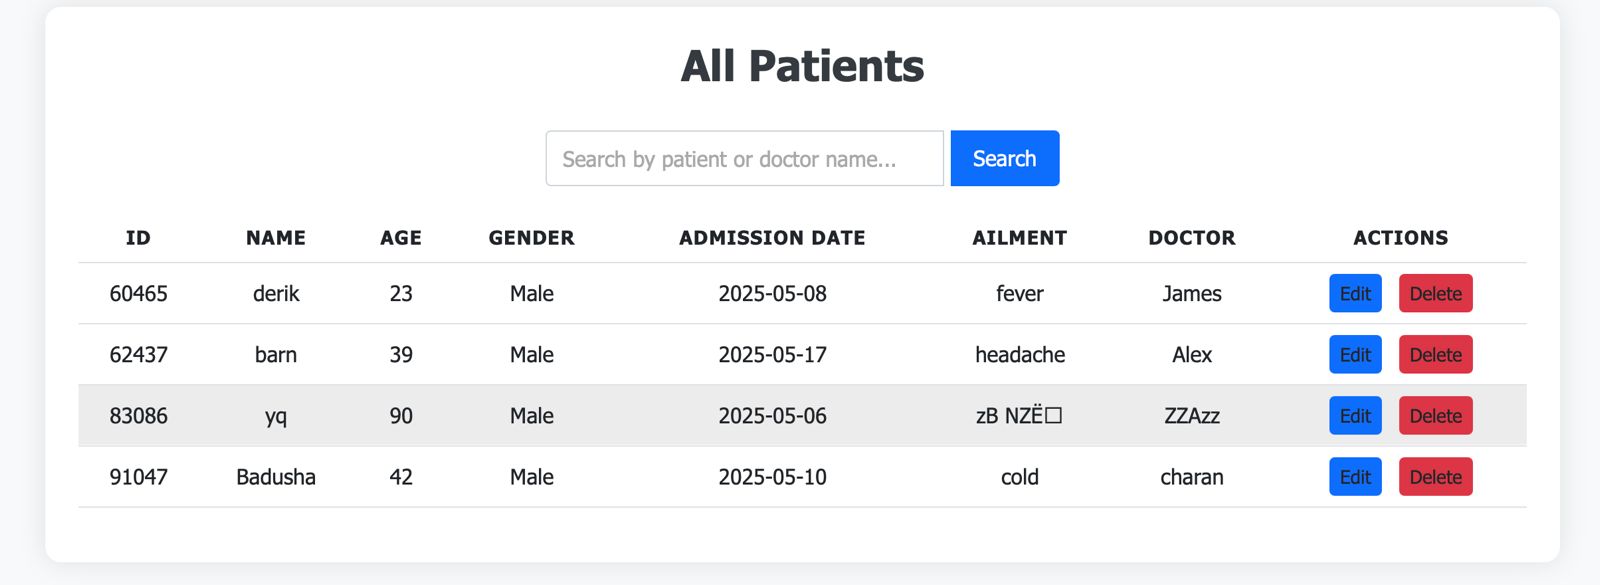 All Patients
Search by patient or doctor name...
Search
ID NAME AGE GENDER ADMISSION DATE AILMENT DOCTOR ACTIONS
60465 derik 23 Male 2025-05-08 fever James Edit Delete
62437 barn 39 Male 2025-05-17 headache Alex Edit Delete
83086 yq 90 Male 2025-05-06 zB NZË□ ZZAzz Edit Delete
91047 Badusha 42 Male 2025-05-10 cold charan Edit Delete